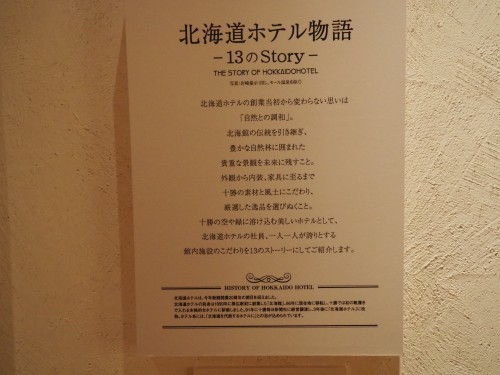 北海道ホテル物語
－13のStory－
THE STORY OF HOKKAIDOHOTEL
北海道ホテルの創業当初から変わらない思いは
「自然との調和」。
北海館の伝統を引き継ぎ、
豊かな自然林に囲まれた
貴重な景観を未来に残すこと。
外観から内装、家具に至るまで
十勝の素材と風土にこだわり、
厳選した逸品を選びぬくこと。
十勝の空や緑に溶け込む美しいホテルとして、
北海道ホテルの社員、一人一人が誇りとする
館内施設のこだわりを13のストーリーにしてご紹介します。
HISTORY OF HOKKAIDO HOTEL